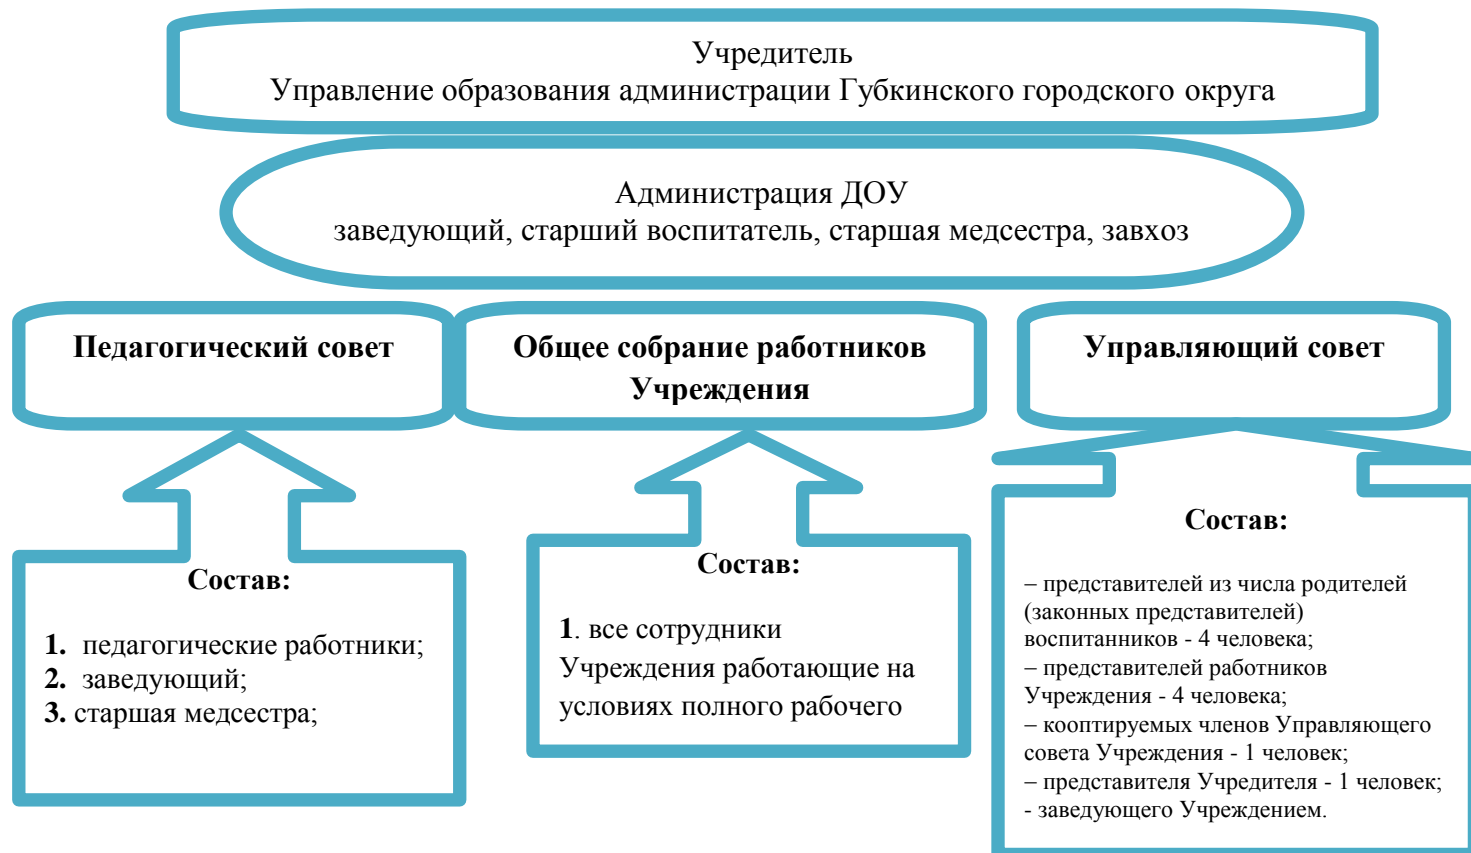 Учредитель
Управление образования администрации Губкинского городского округа
Администрация ДОУ
заведующий, старший воспитатель, старшая медсестра, завхоз
Педагогический совет
Общее собрание работников
Учреждения
Управляющий совет
Состав:
1. педагогические работники;
2. заведующий;
3. старшая медсестра;
Состав:
1. все сотрудники
Учреждения работающие на
условиях полного рабочего
Состав:
– представителей из числа родителей
(законных представителей)
воспитанников - 4 человека;
– представителей работников
Учреждения - 4 человека;
– кооптируемых членов Управляющего
совета Учреждения - 1 человек;
– представителя Учредителя - 1 человек;
- заведующего Учреждением.